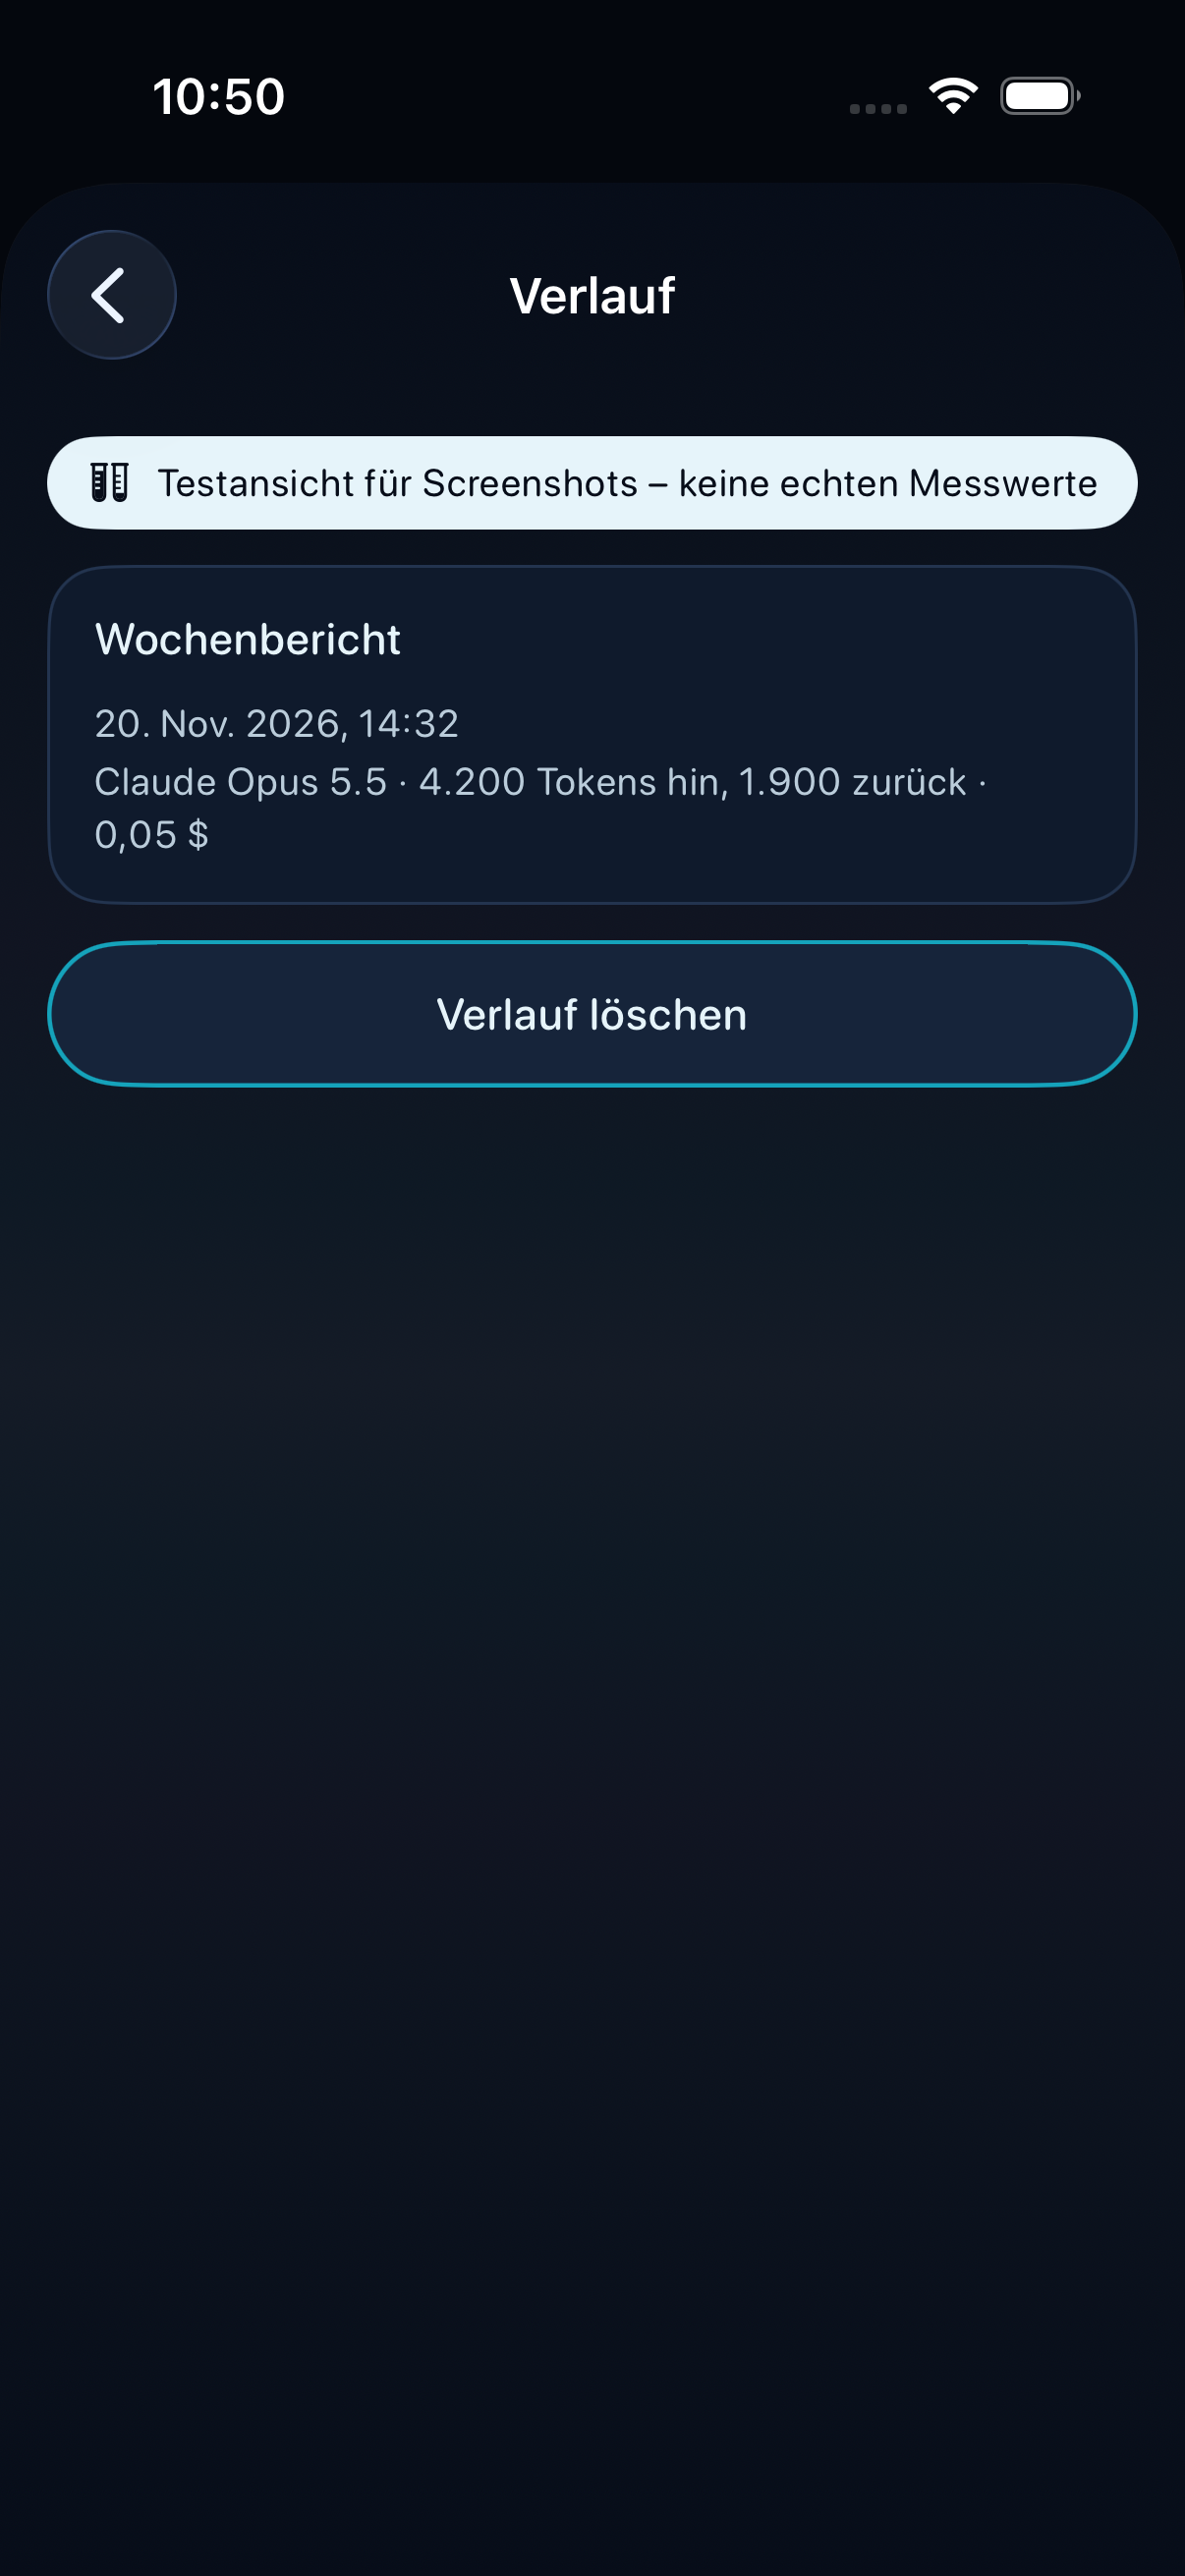 10:50
Verlauf
Testansicht für Screenshots – keine echten Messwerte
Wochenbericht
20. Nov. 2026, 14:32
Claude Opus 5.5 · 4.200 Tokens hin, 1.900 zurück ·
0,05 $
Verlauf löschen